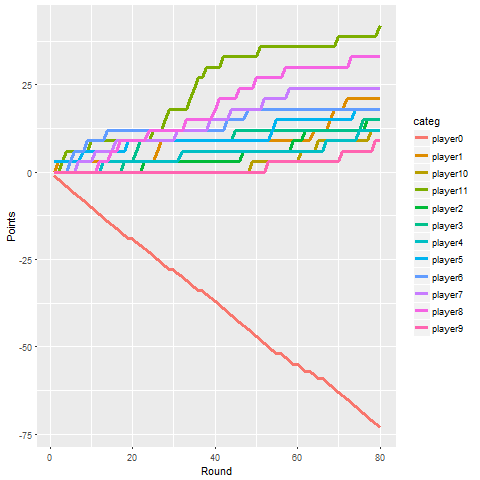 25
0
-25
-50
-75
Points
0
20
40
60
80
Round
categ
player0
player1
player10
player11
player2
player3
player4
player5
player6
player7
player8
player9